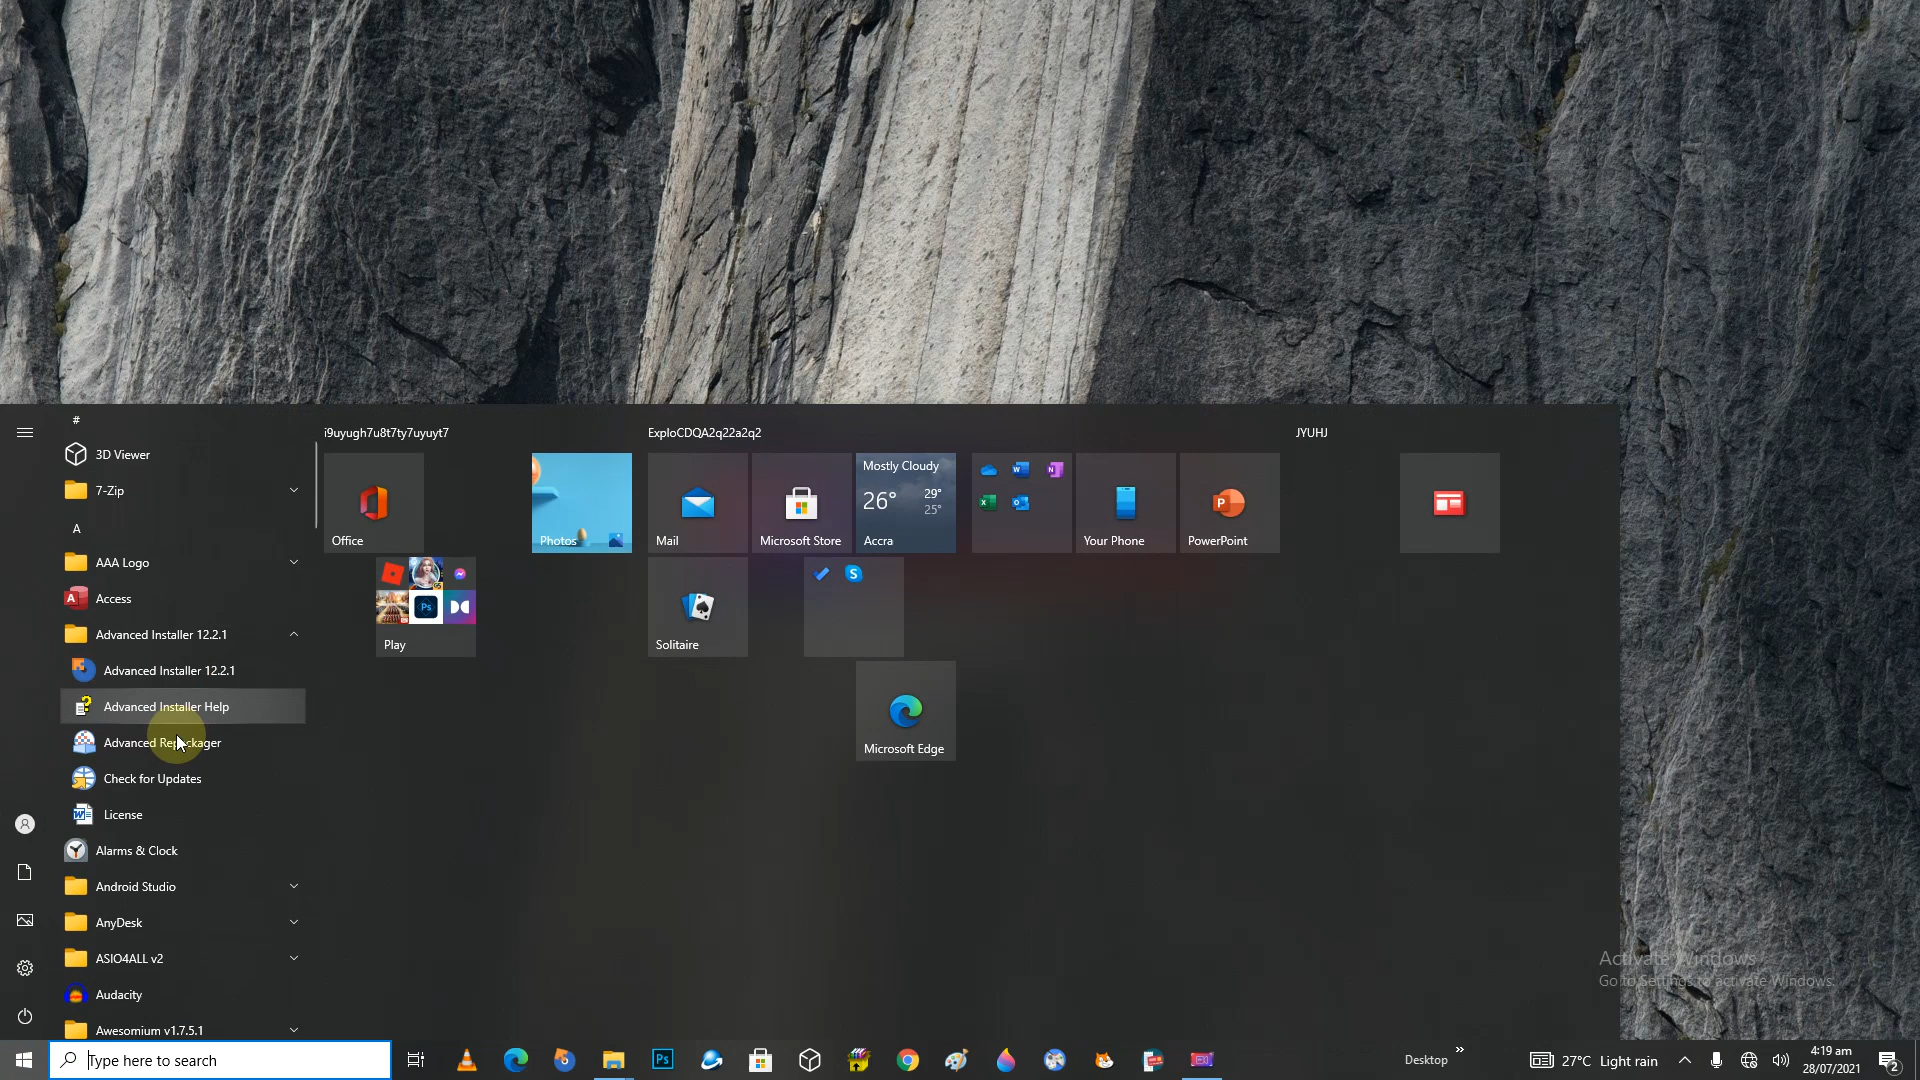 #
3D Viewer
7-Zip
A
AAA Logo
Access
Advanced Installer 12.2.1
Advanced Installer 12.2.1
Advanced Installer Help
Advanced Repackager
Check for Updates
License
Alarms & Clock
Android Studio
AnyDesk
ASIO4ALL v2
Audacity
Awesomium v1.7.5.1
i9uyugh7u8t7ty7uyuyt7
Office
Photos
Play
ExploCDQA2q22a2q2
Mail
Microsoft Store
Mostly Cloudy
26°
29°
25°
Accra
Your Phone
PowerPoint
Solitaire
Microsoft Edge
JYUHJ
Activate Windows
Go to Settings to activate Windows.
Type here to search
Desktop
27°C Light rain
4:19 am
28/07/2021
2